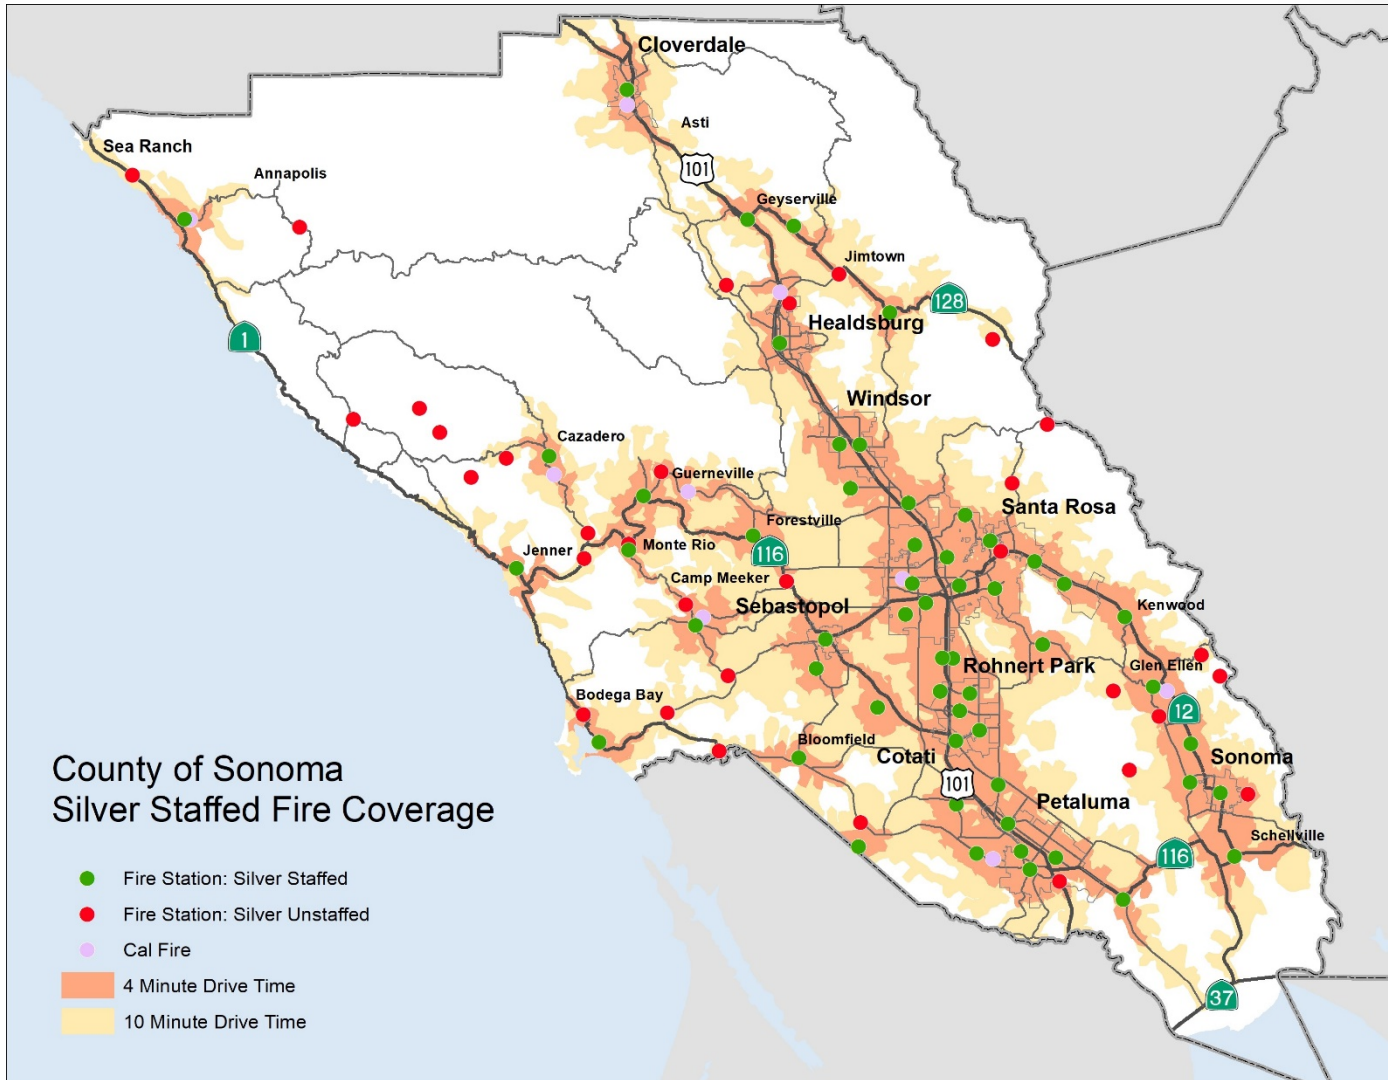 Cloverdale
Asti
Sea Ranch
101
Annapolis
Geyserville
Jimtown
128
Healdsburg
1
Windsor
Cazadero
Guerneville
Santa Rosa
Forestville
Jenner
Monte Rio
116
Camp Meeker
Sebastopol
Kenwood
Rohnert Park
Glen Ellen
Bodega Bay
12
Bloomfield
Cotati
Sonoma
101
Petaluma
Schellville
116
37
County of Sonoma
Silver Staffed Fire Coverage
Fire Station: Silver Staffed
Fire Station: Silver Unstaffed
Cal Fire
4 Minute Drive Time
10 Minute Drive Time